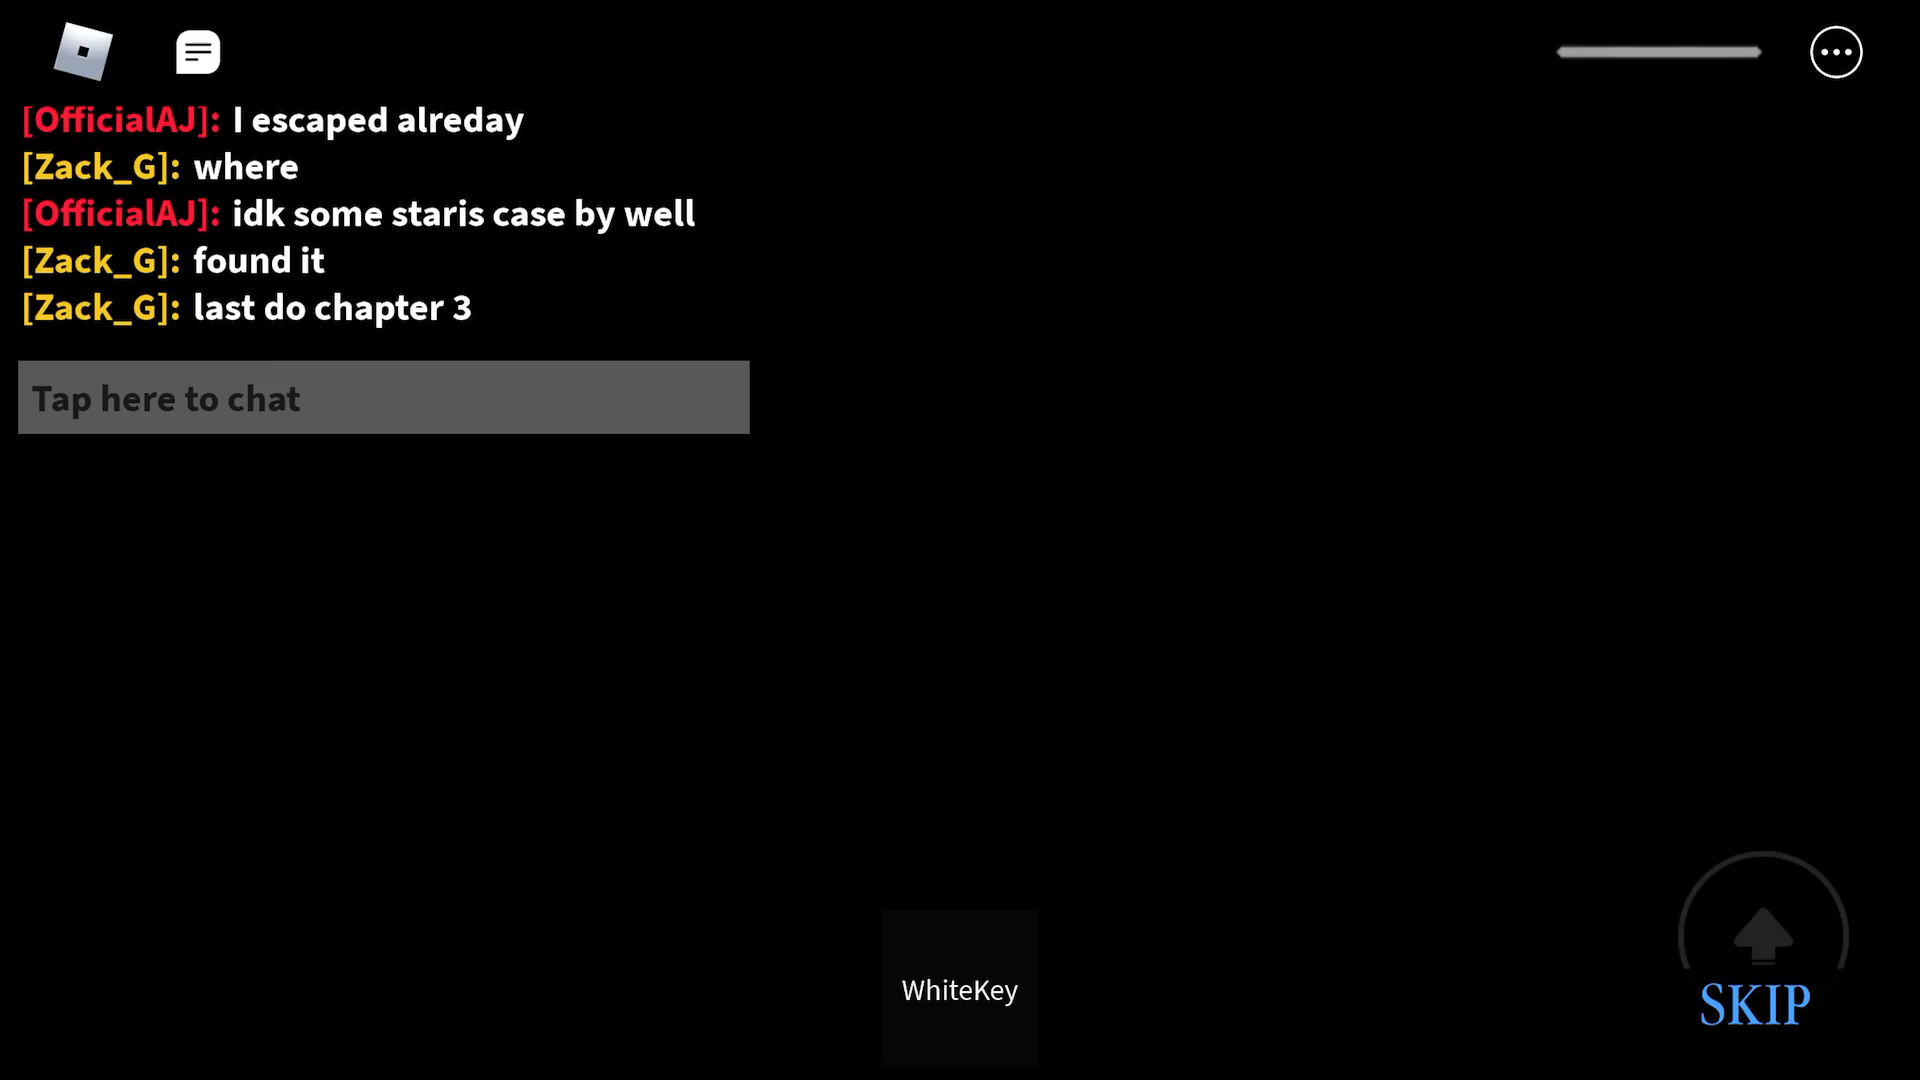 [OfficialAJ]: I escaped alreday
[Zack_G]: where
[OfficialAJ]: idk some staris case by well
[Zack_G]: found it
[Zack_G]: last do chapter 3
Tap here to chat
WhiteKey
SKIP